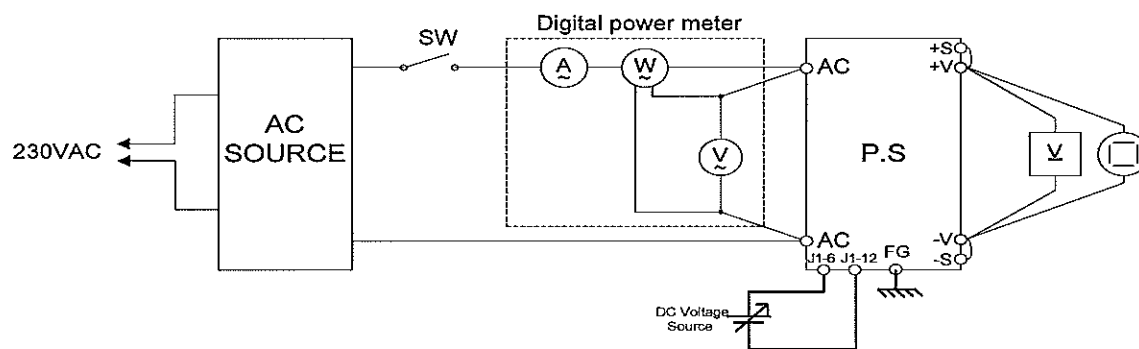 Digital power meter
SW
A
W
V
230VAC
AC
SOURCE
AC
AC
P.S
+S
+V
V
-V
-S
J1-6
J1-12
FG
DC Voltage
Source